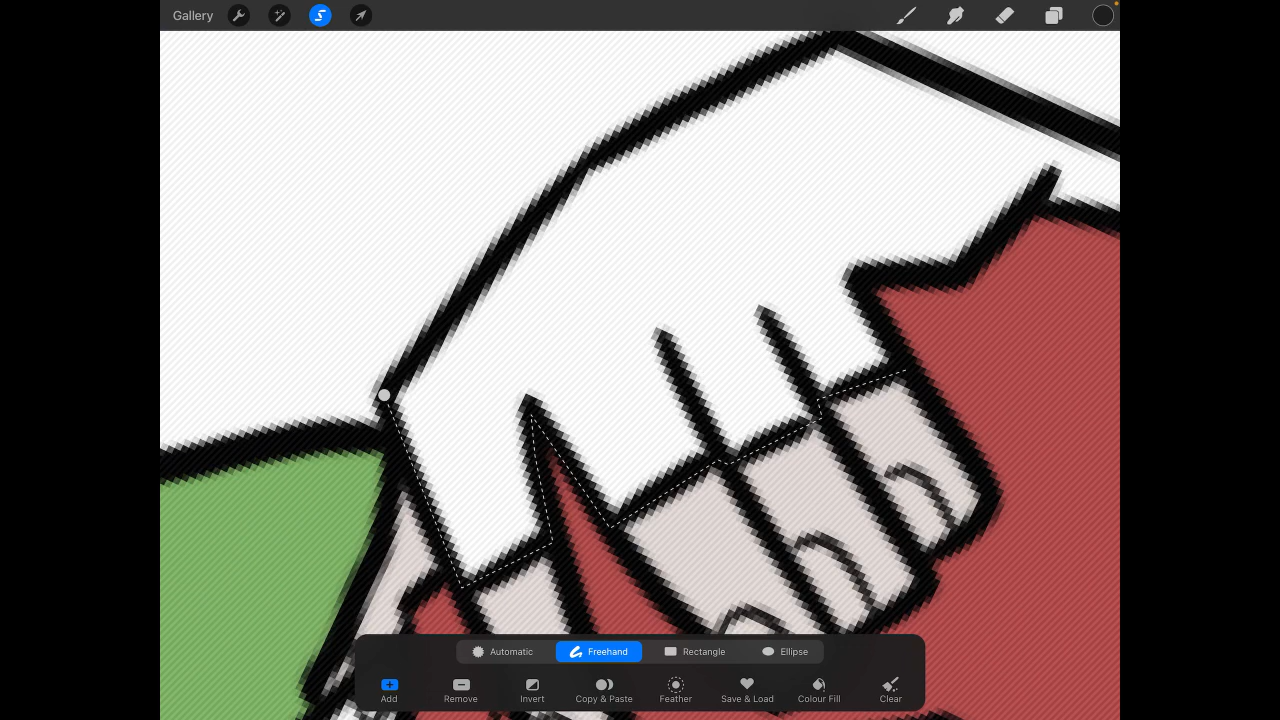 Gallery
Automatic Freehand Rectangle Ellipse
Add Remove Invert Copy & Paste Feather Save & Load Colour Fill Clear